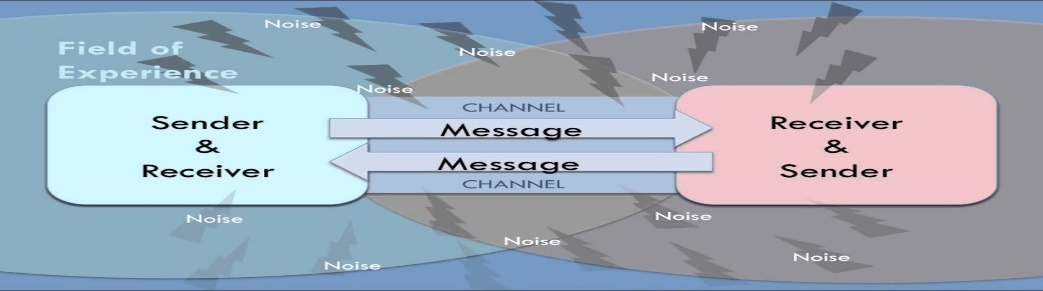 Noise
Noise
Field of
Experience
Noise
Noise
Noise
CHANNEL
Sender
&
Receiver
Message
Receiver
&
Sender
Message
CHANNEL
Noise
Noise
Noise
Noise
Noise